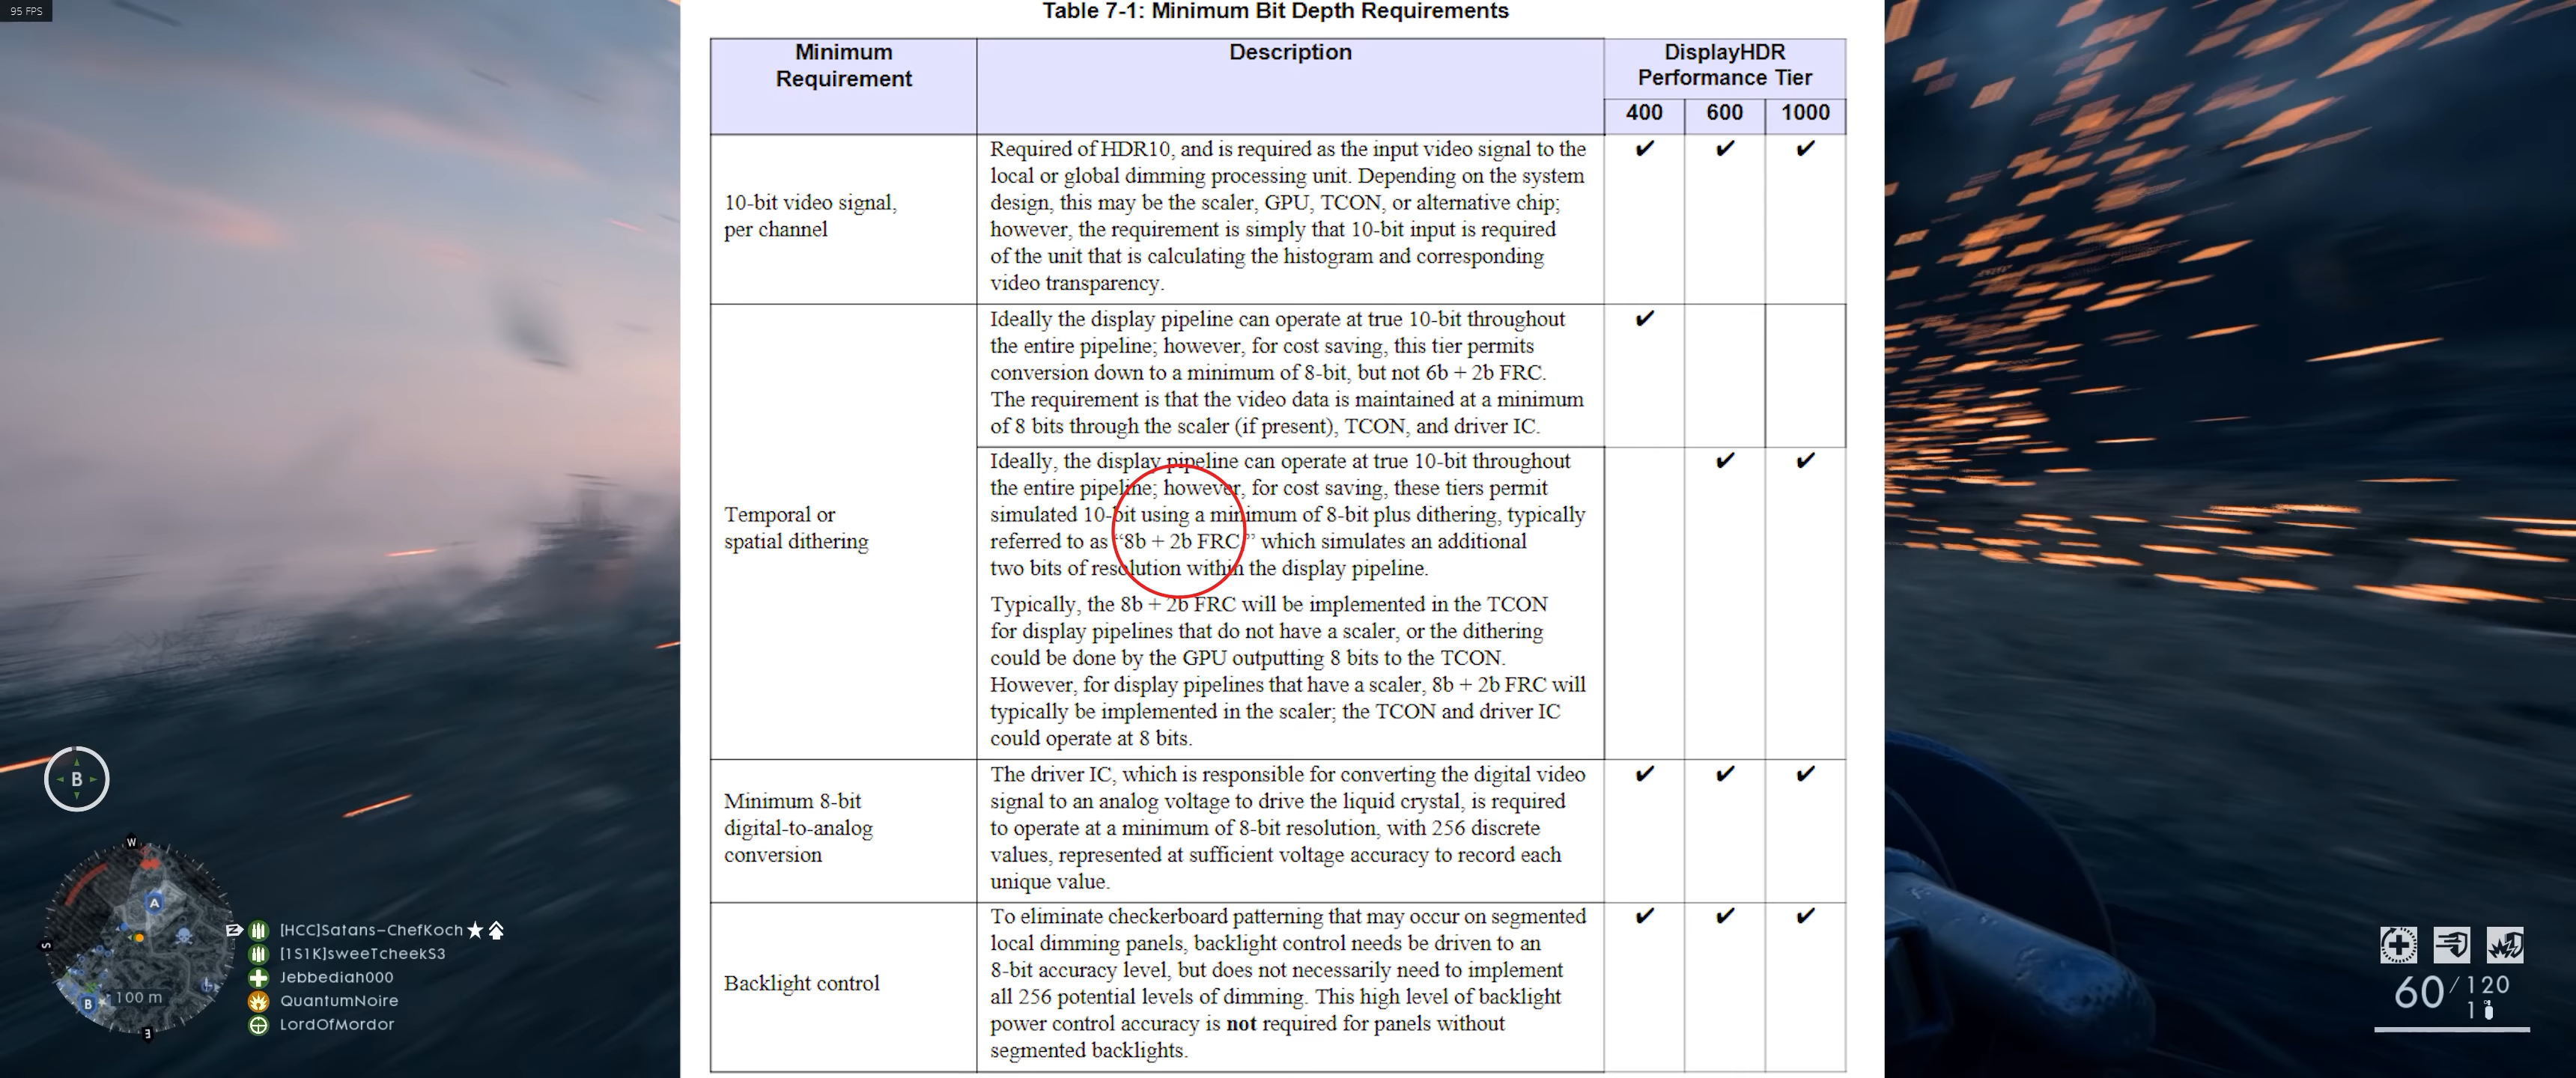 95 FPS
Table 7-1: Minimum Bit Depth Requirements
Minimum
Requirement
Description
DisplayHDR
Performance Tier
400 600 1000
10-bit video signal,
per channel
Required of HDR10, and is required as the input video signal to the
local or global dimming processing unit. Depending on the system
design, this may be the scaler, GPU, TCON, or alternative chip;
however, the requirement is simply that 10-bit input is required
of the unit that is calculating the histogram and corresponding
video transparency.
✔ ✔ ✔
Temporal or
spatial dithering
Ideally the display pipeline can operate at true 10-bit throughout
the entire pipeline; however, for cost saving, this tier permits
conversion down to a minimum of 8-bit, but not 6b + 2b FRC.
The requirement is that the video data is maintained at a minimum
of 8 bits through the scaler (if present), TCON, and driver IC.
✔
Ideally, the display pipeline can operate at true 10-bit throughout
the entire pipeline; however, for cost saving, these tiers permit
simulated 10-bit using a minimum of 8-bit plus dithering, typically
referred to as “8b + 2b FRC,” which simulates an additional
two bits of resolution within the display pipeline.
Typically, the 8b + 2b FRC will be implemented in the TCON
for display pipelines that do not have a scaler, or the dithering
could be done by the GPU outputting 8 bits to the TCON.
However, for display pipelines that have a scaler, 8b + 2b FRC will
typically be implemented in the scaler; the TCON and driver IC
could operate at 8 bits.
✔ ✔
Minimum 8-bit
digital-to-analog
conversion
The driver IC, which is responsible for converting the digital video
signal to an analog voltage to drive the liquid crystal, is required
to operate at a minimum of 8-bit resolution, with 256 discrete
values, represented at sufficient voltage accuracy to record each
unique value.
✔ ✔ ✔
Backlight control
To eliminate checkerboard patterning that may occur on segmented
local dimming panels, backlight control needs be driven to an
8-bit accuracy level, but does not necessarily need to implement
all 256 potential levels of dimming. This high level of backlight
power control accuracy is not required for panels without
segmented backlights.
✔ ✔ ✔
B
W
A
S
B
100 m
E
[HCC]Satans-ChefKoch
[1S1K]sweeTcheekS3
Jebbediah000
QuantumNoire
LordOfMordor
60/120
1